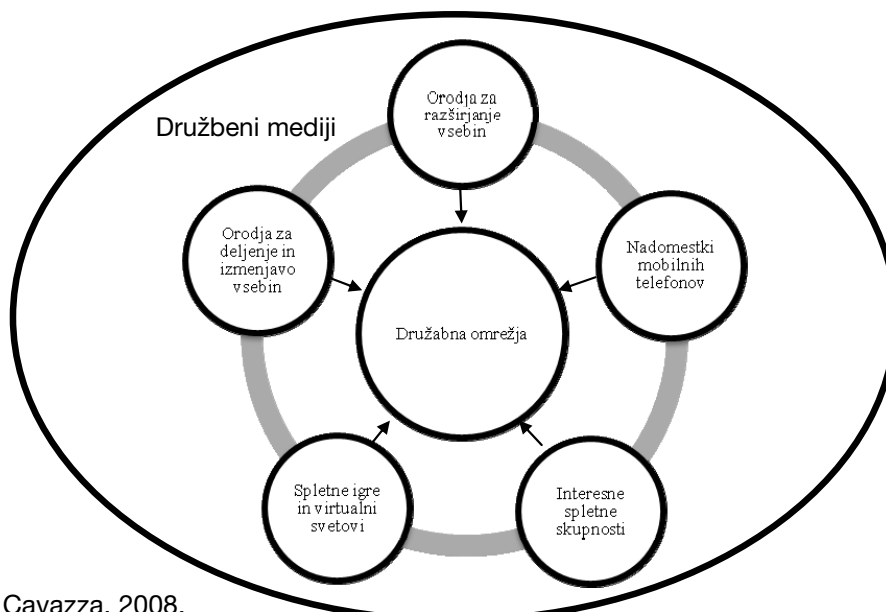 Družbeni mediji
Orodja za
razširjanje
vsebin
Orodja za
deljenje in
izmenjavo
vsebin
Nadomestki
mobilnih
telefonov
Družabna omrežja
Spletne igre
in virtualni
svetovi
Interesne
spletne
skupnosti
Cavazza, 2008.